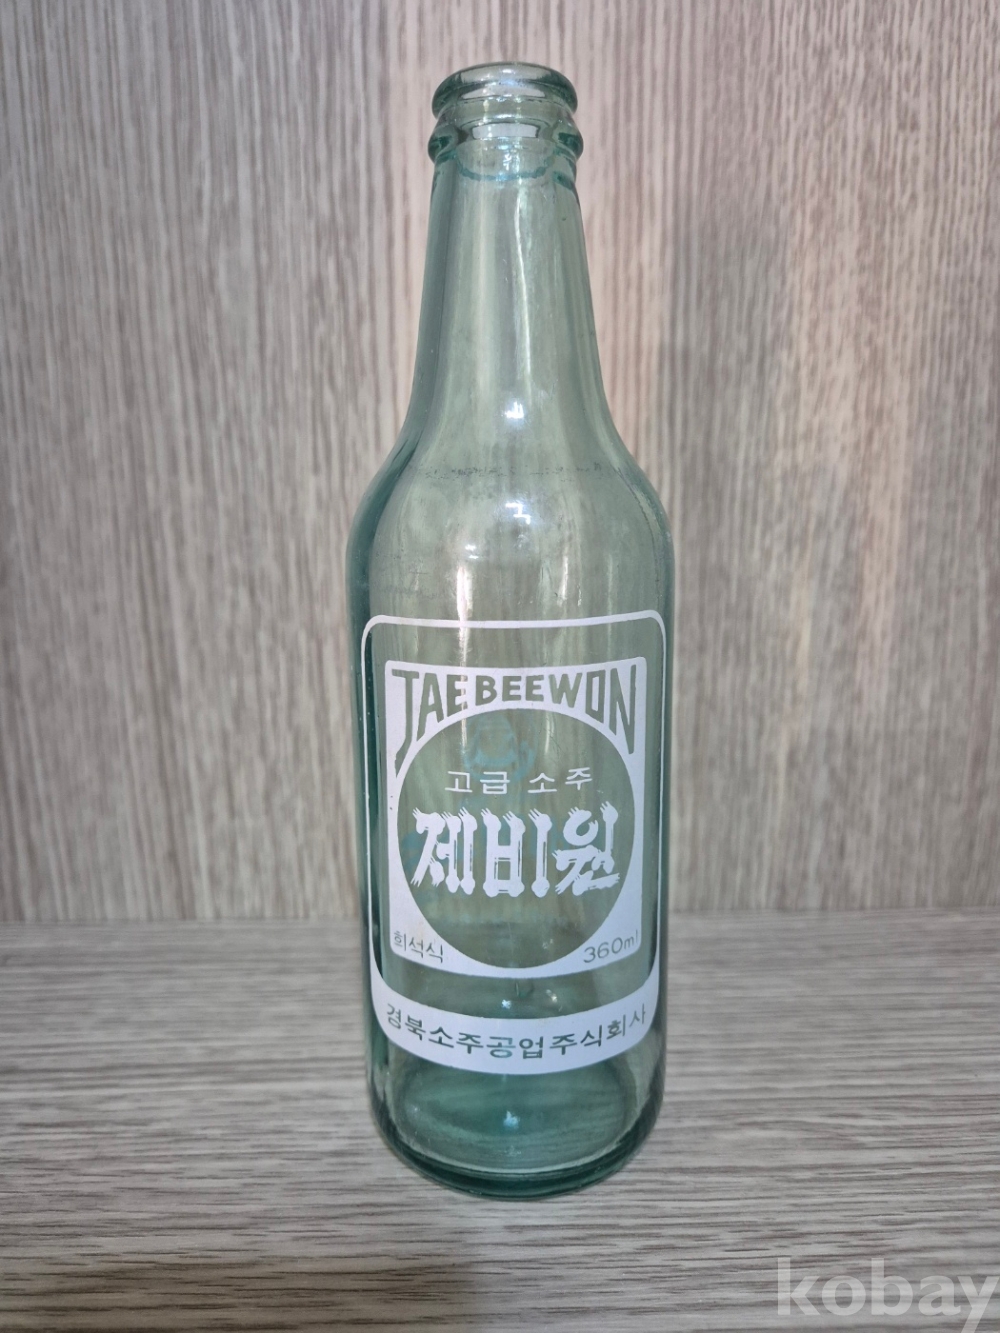 JAEBEEWON
고급 소주
제비원
희석식 360ml
경북소주공업주식회사
kobay